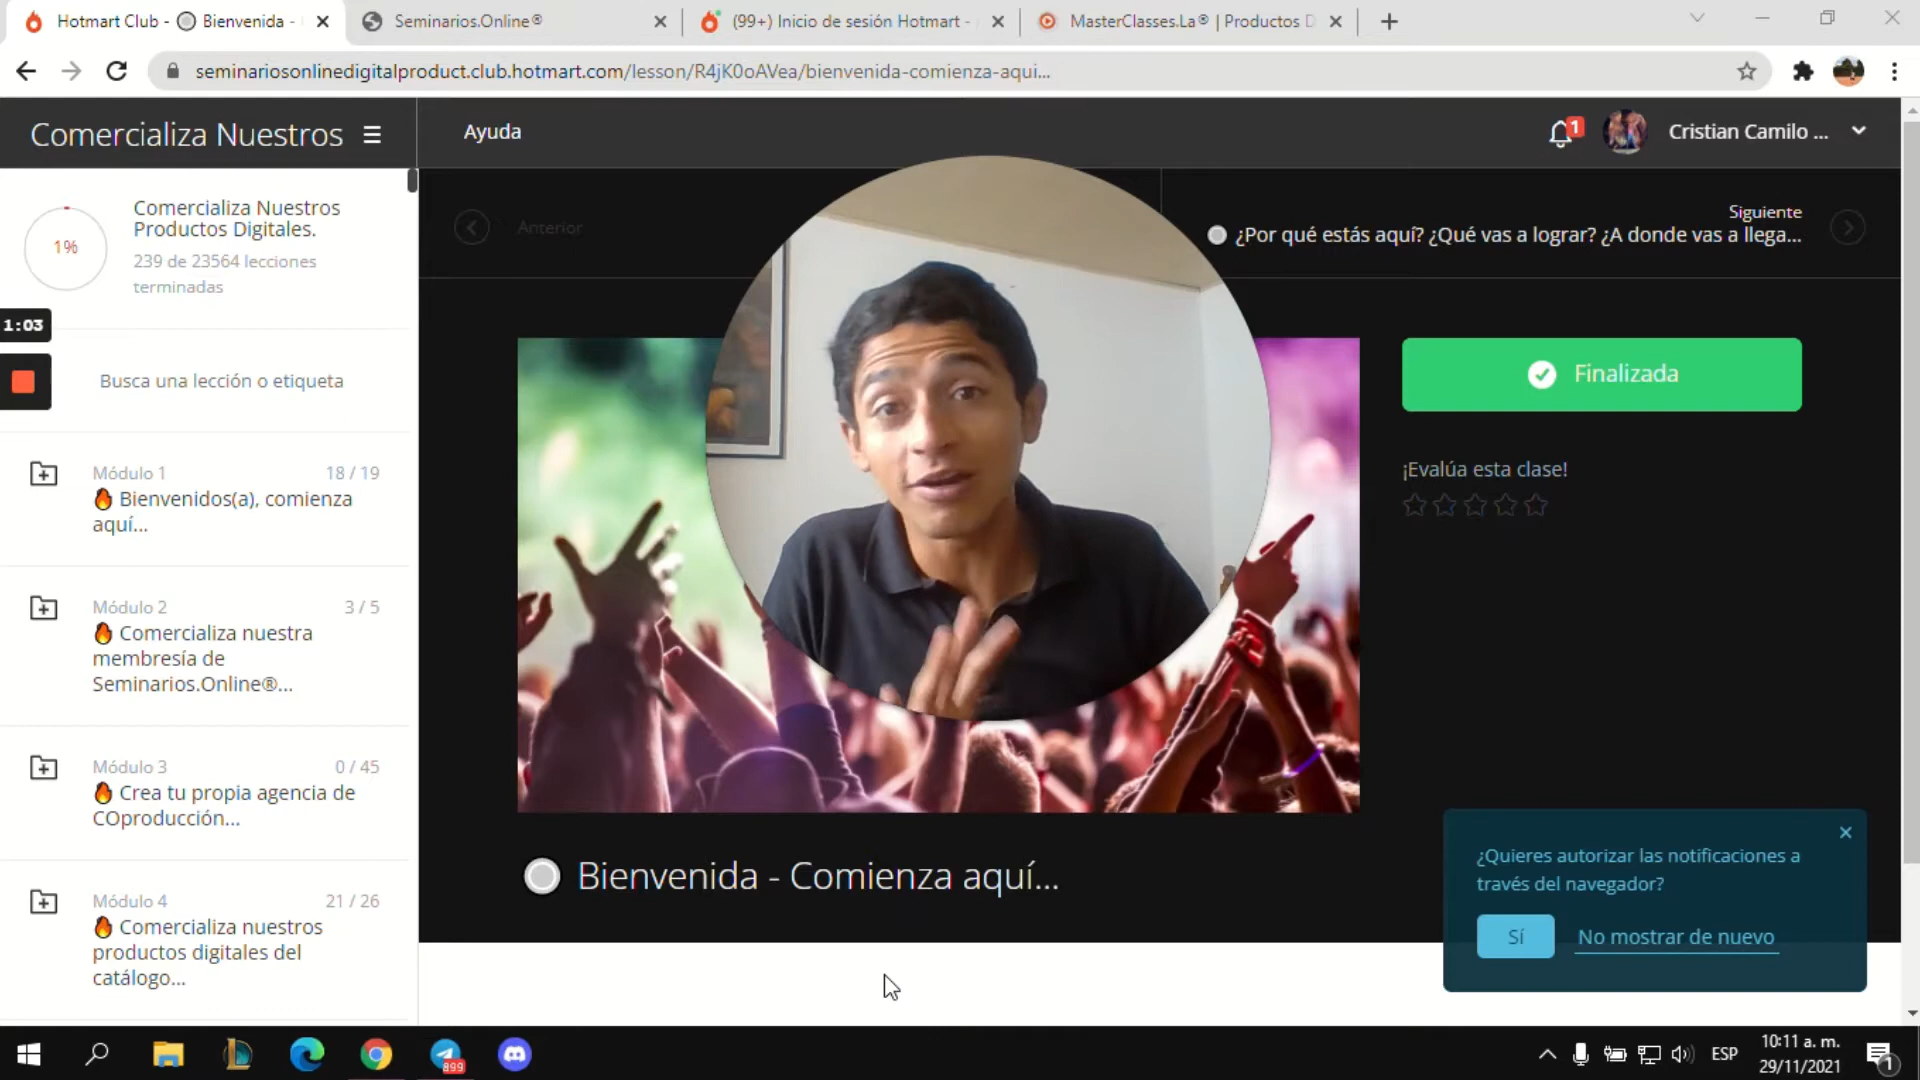 Hotmart Club - Bienvenida -
Seminarios.Online®
(99+) Inicio de sesión Hotmart -
MasterClasses.La® | Productos D
seminariosonlinedigitalproduct.club.hotmart.com/lesson/R4jK0oAVea/bienvenida-comienza-aqui...
Comercializa Nuestros
Ayuda
1
Cristian Camilo ...
Comercializa Nuestros
Productos Digitales.
1%
239 de 23564 lecciones
terminadas
Anterior
Siguiente
¿Por qué estás aquí? ¿Qué vas a lograr? ¿A donde vas a llega...
1:03
Busca una lección o etiqueta
Finalizada
¡Evalúa esta clase!
Módulo 1 18 / 19
Bienvenidos(a), comienza
aquí...
Módulo 2 3 / 5
Comercializa nuestra
membresía de
Seminarios.Online®...
Módulo 3 0 / 45
Crea tu propia agencia de
COproducción...
Módulo 4 21 / 26
Comercializa nuestros
productos digitales del
catálogo...
Bienvenida - Comienza aquí...
¿Quieres autorizar las notificaciones a
través del navegador?
Sí No mostrar de nuevo
899
ESP
10:11 a. m.
29/11/2021
1